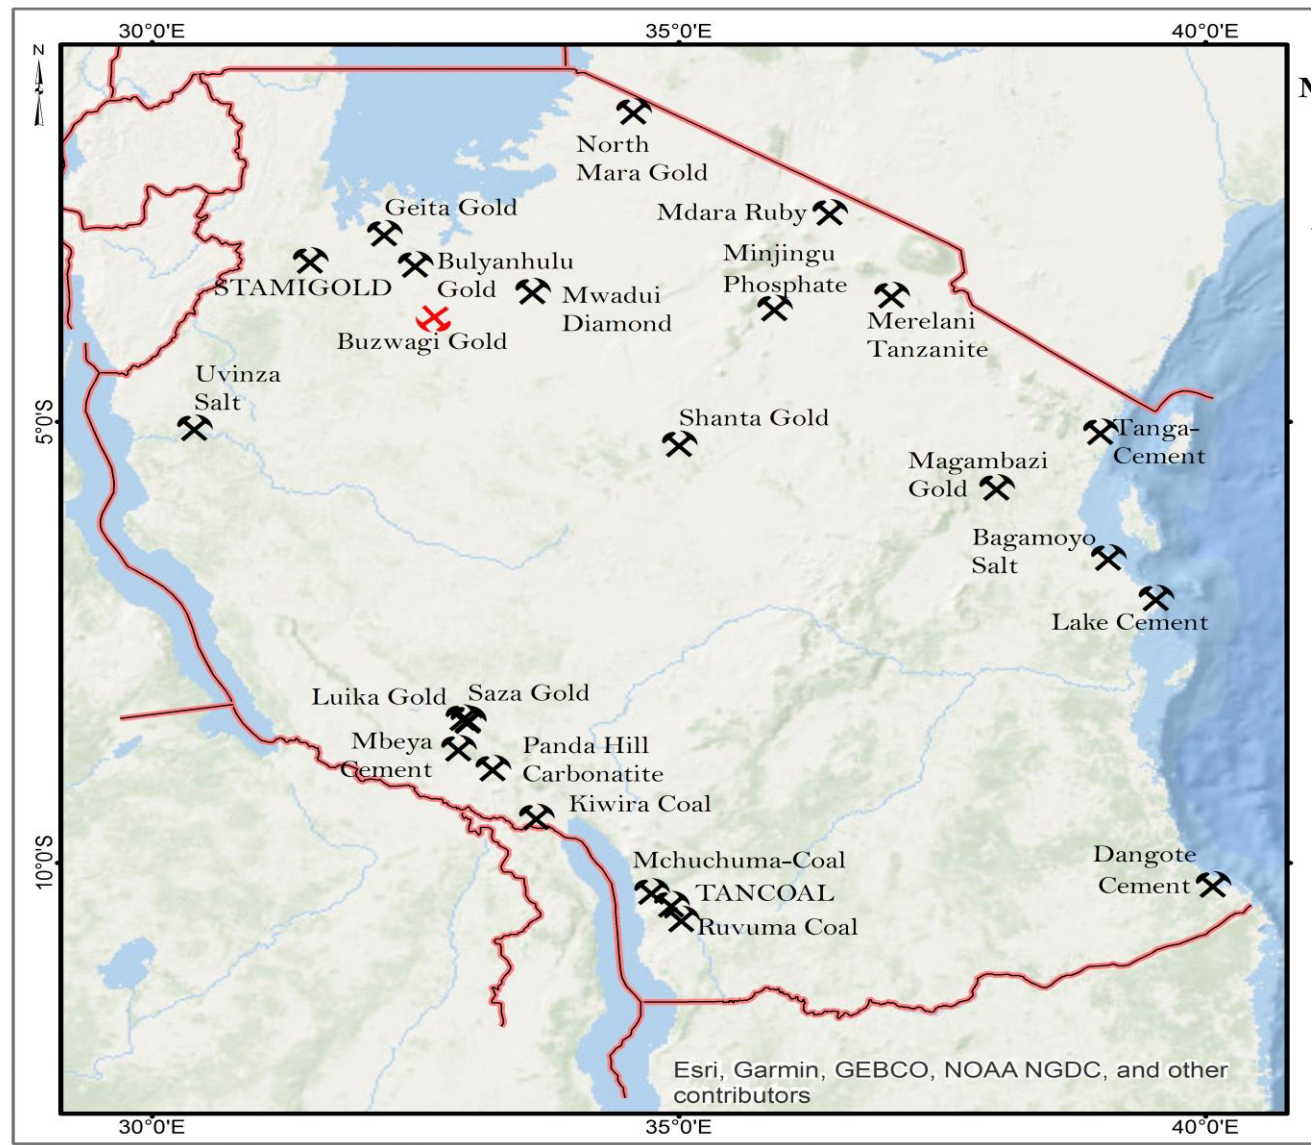 30°0'E 35°0'E 40°0'E
N
North
Mara Gold
Geita Gold
Mdara Ruby
Minjingu
Phosphate
STAMIGOLD
Bulyanhulu
Gold
Mwadui
Diamond
Merelani
Tanzanite
Buzwagi Gold
Uvinza
Salt
Shanta Gold
5°0'S
Tanga-
Cement
Magambazi
Gold
Bagamoyo
Salt
Lake Cement
Luika Gold
Saza Gold
Mbeya
Cement
Panda Hill
Carbonatite
Kiwira Coal
10°0'S
Mchuchuma-Coal
TANCOAL
Ruvuma Coal
Dangote
Cement
Esri, Garmin, GEBCO, NOAA NGDC, and other
contributors
30°0'E 35°0'E 40°0'E